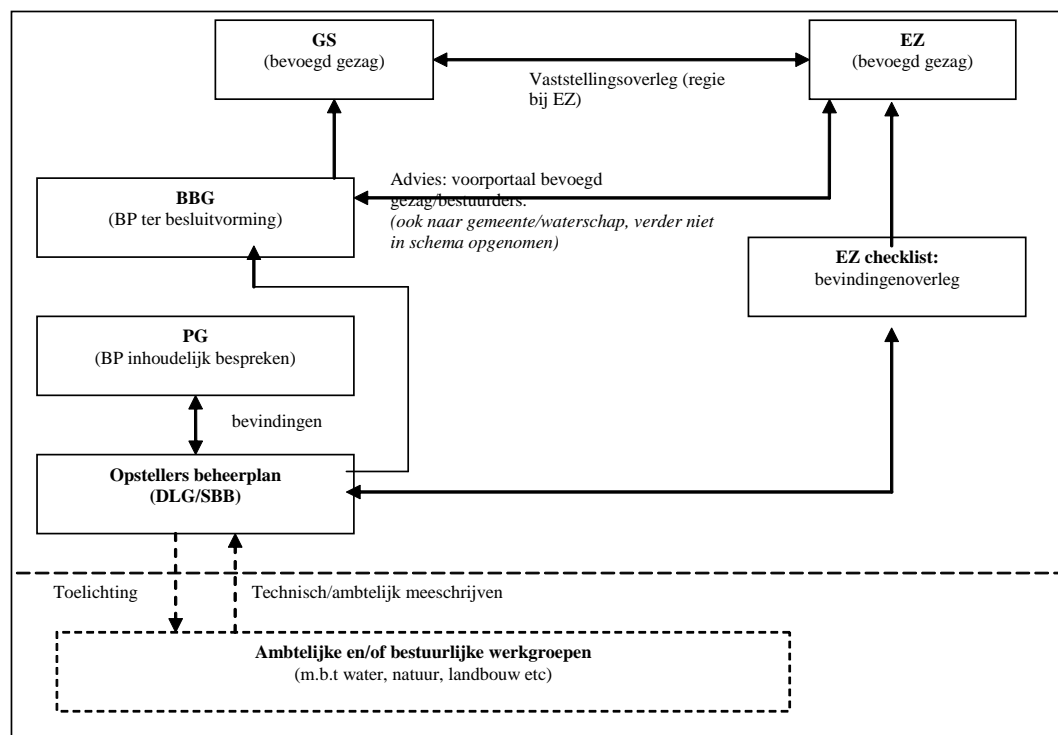 GS
(bevoegd gezag)
EZ
(bevoegd gezag)
Vaststellingsoverleg (regie
bij EZ)
BBG
(BP ter besluitvorming)
Advies: voorportaal bevoegd
gezag/bestuurders.
(ook naar gemeente/waterschap, verder niet
in schema opgenomen)
EZ checklist:
bevindingenoverleg
PG
(BP inhoudelijk bespreken)
bevindingen
Opstellers beheerplan
(DLG/SBB)
Toelichting
Technisch/ambtelijk meeschrijven
Ambtelijke en/of bestuurlijke werkgroepen
(m.b.t water, natuur, landbouw etc)